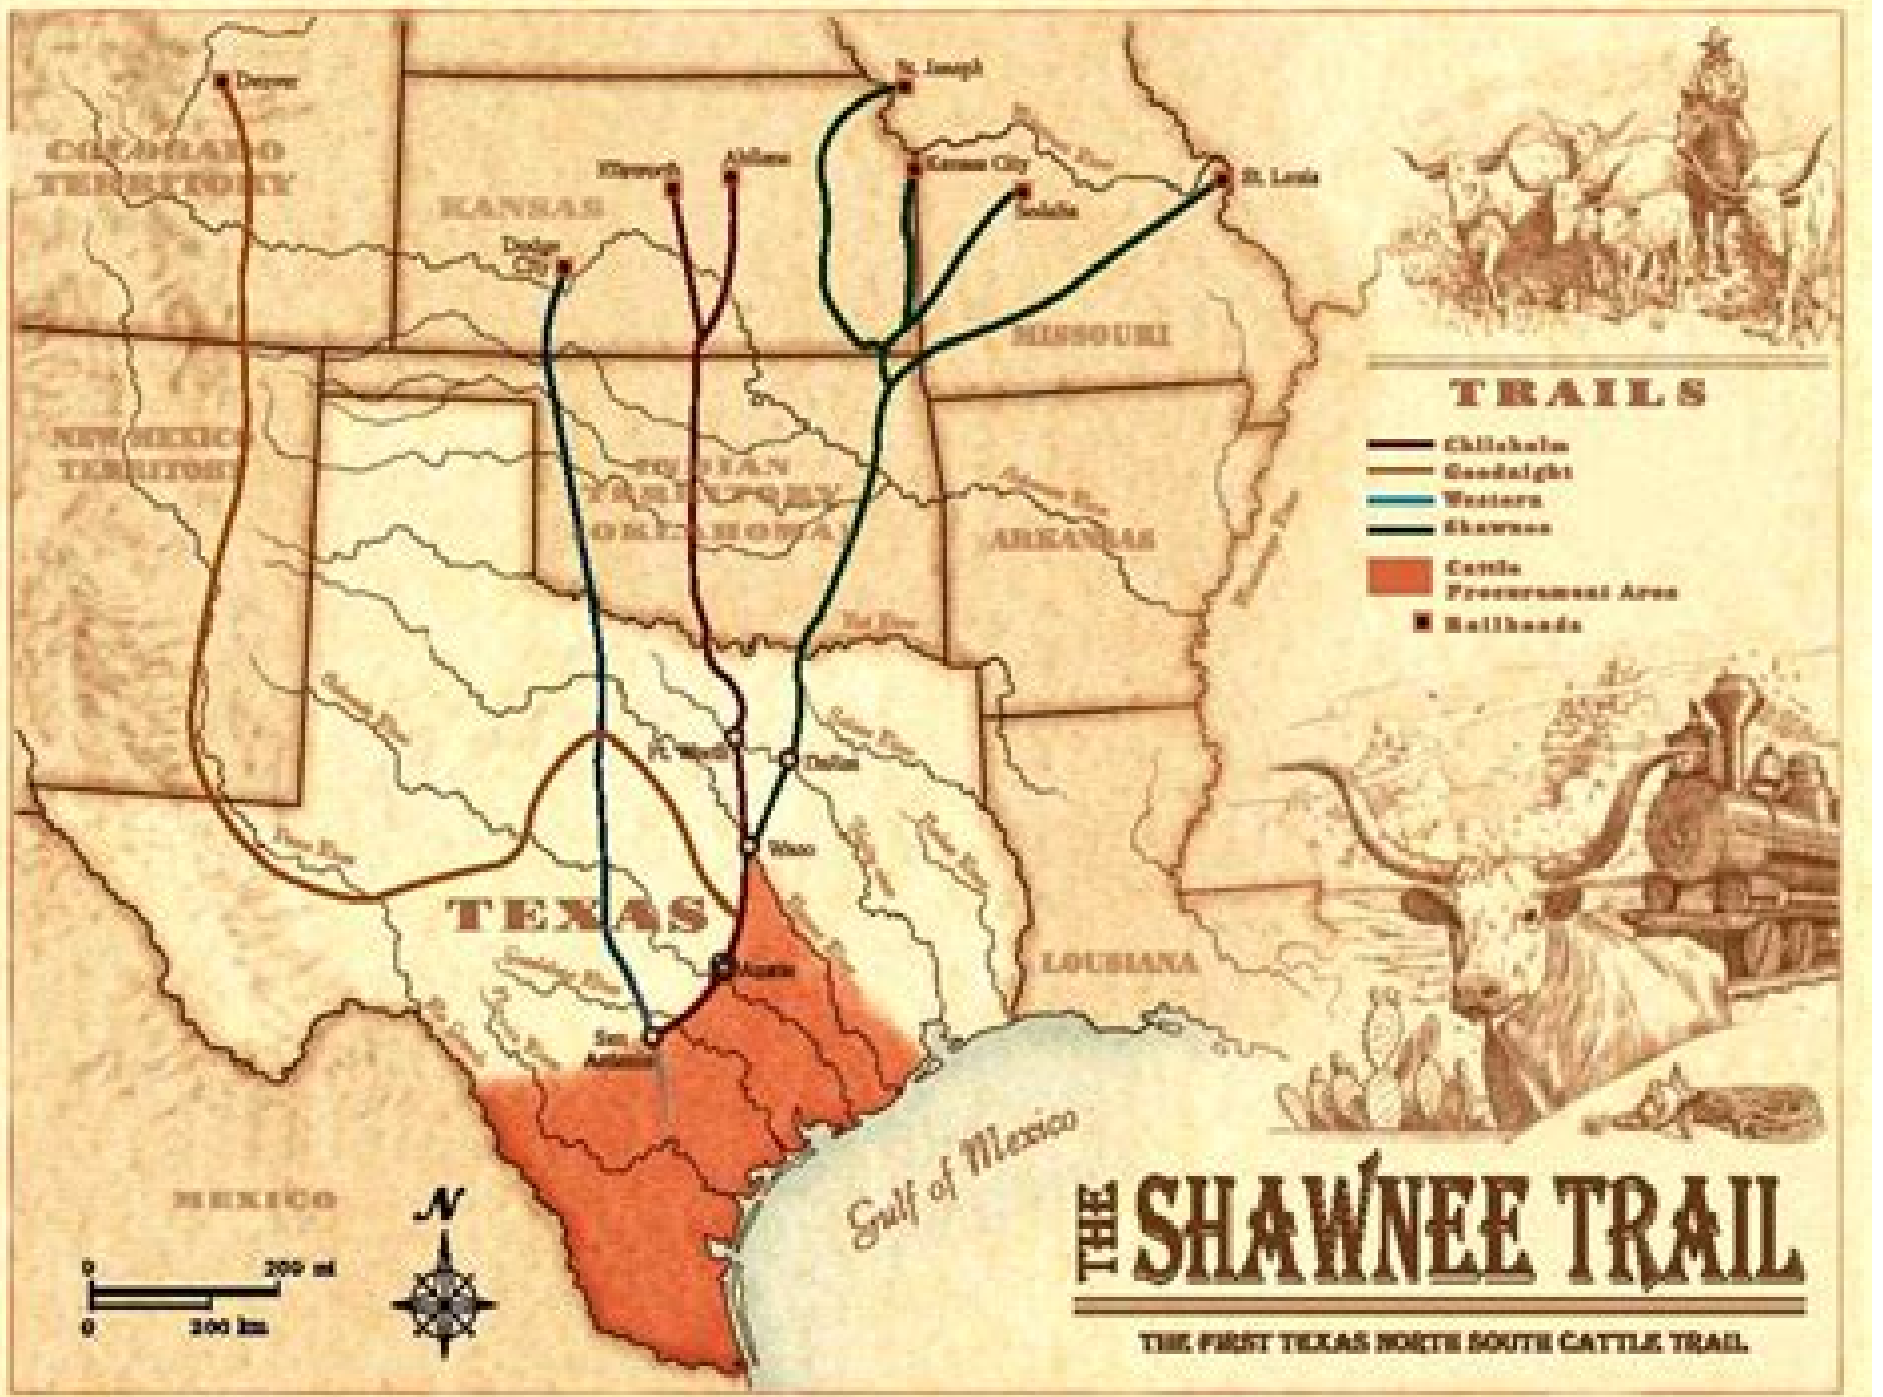 St. Joseph
Denver
COLORADO
TERRITORY
Ellsworth
Abilene
Kansas City
St. Louis
Sedalia
KANSAS
Dodge
City
MISSOURI
TRAILS
Chilsholm
Goodnight
Western
Shawnee
Cattle
Procurement Area
Railheads
NEW MEXICO
TERRITORY
INDIAN
TERRITORY
OKLAHOMA
ARKANSAS
Arkansas River
Red River
Ft. Worth
Dallas
Waco
TEXAS
Austin
San
Antonio
LOUISIANA
Gulf of Mexico
MEXICO
N
0 200 mi
0 200 km
THE
SHAWNEE TRAIL
THE FIRST TEXAS NORTH SOUTH CATTLE TRAIL